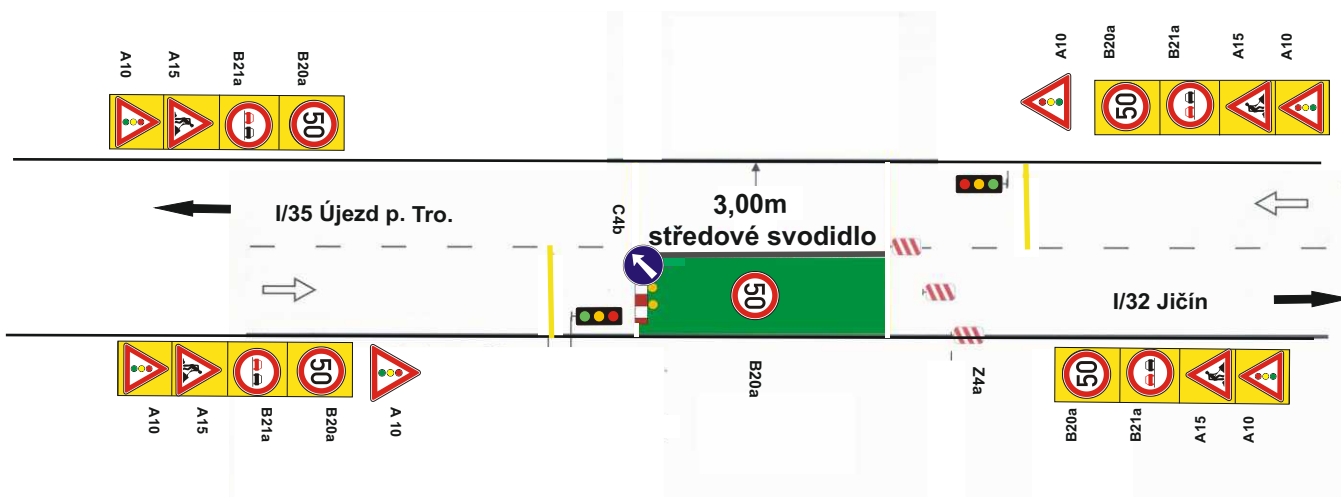 A10
A15
B21a
B20a
50
A10
B20a
B21a
A15
A10
50
I/35 Újezd p. Tro.
C4b
3,00m
středové svodidlo
50
I/32 Jičín
50
A10
A15
B21a
B20a
A 10
B20a
Z4a
50
B20a
B21a
A15
A10